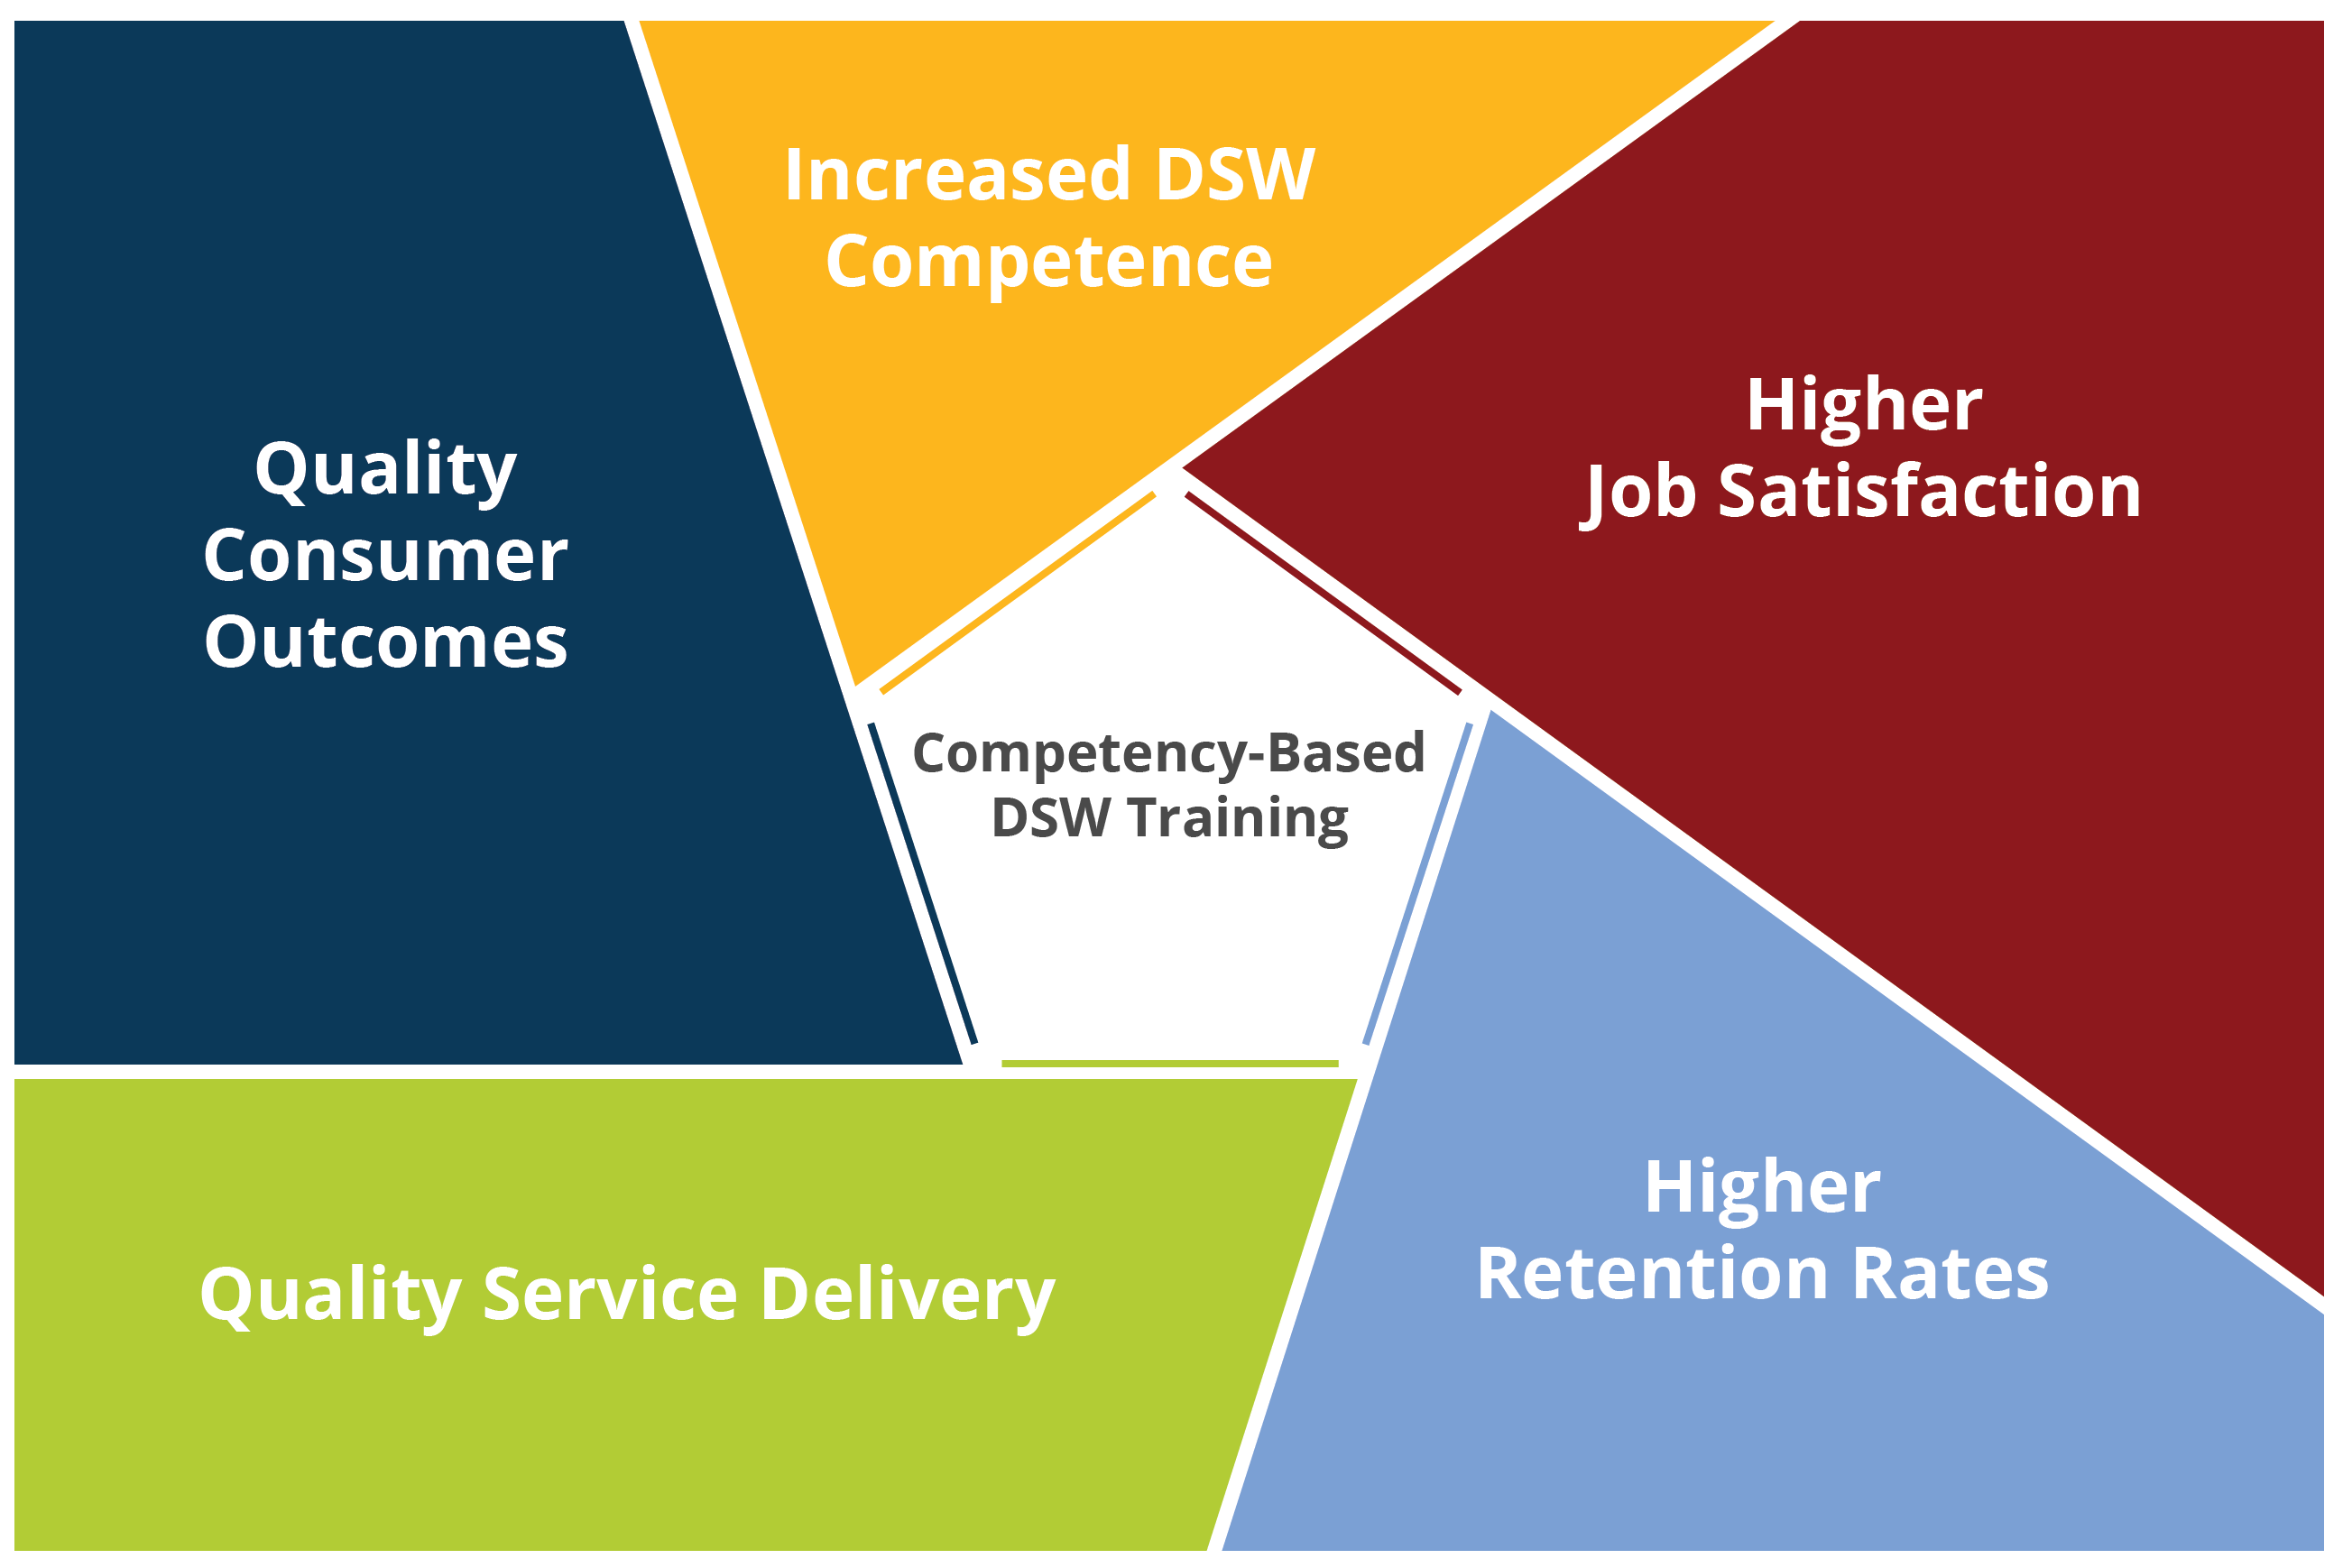 Increased DSW
Competence
Higher
Job Satisfaction
Quality
Consumer
Outcomes
Competency-Based
DSW Training
Higher
Retention Rates
Quality Service Delivery